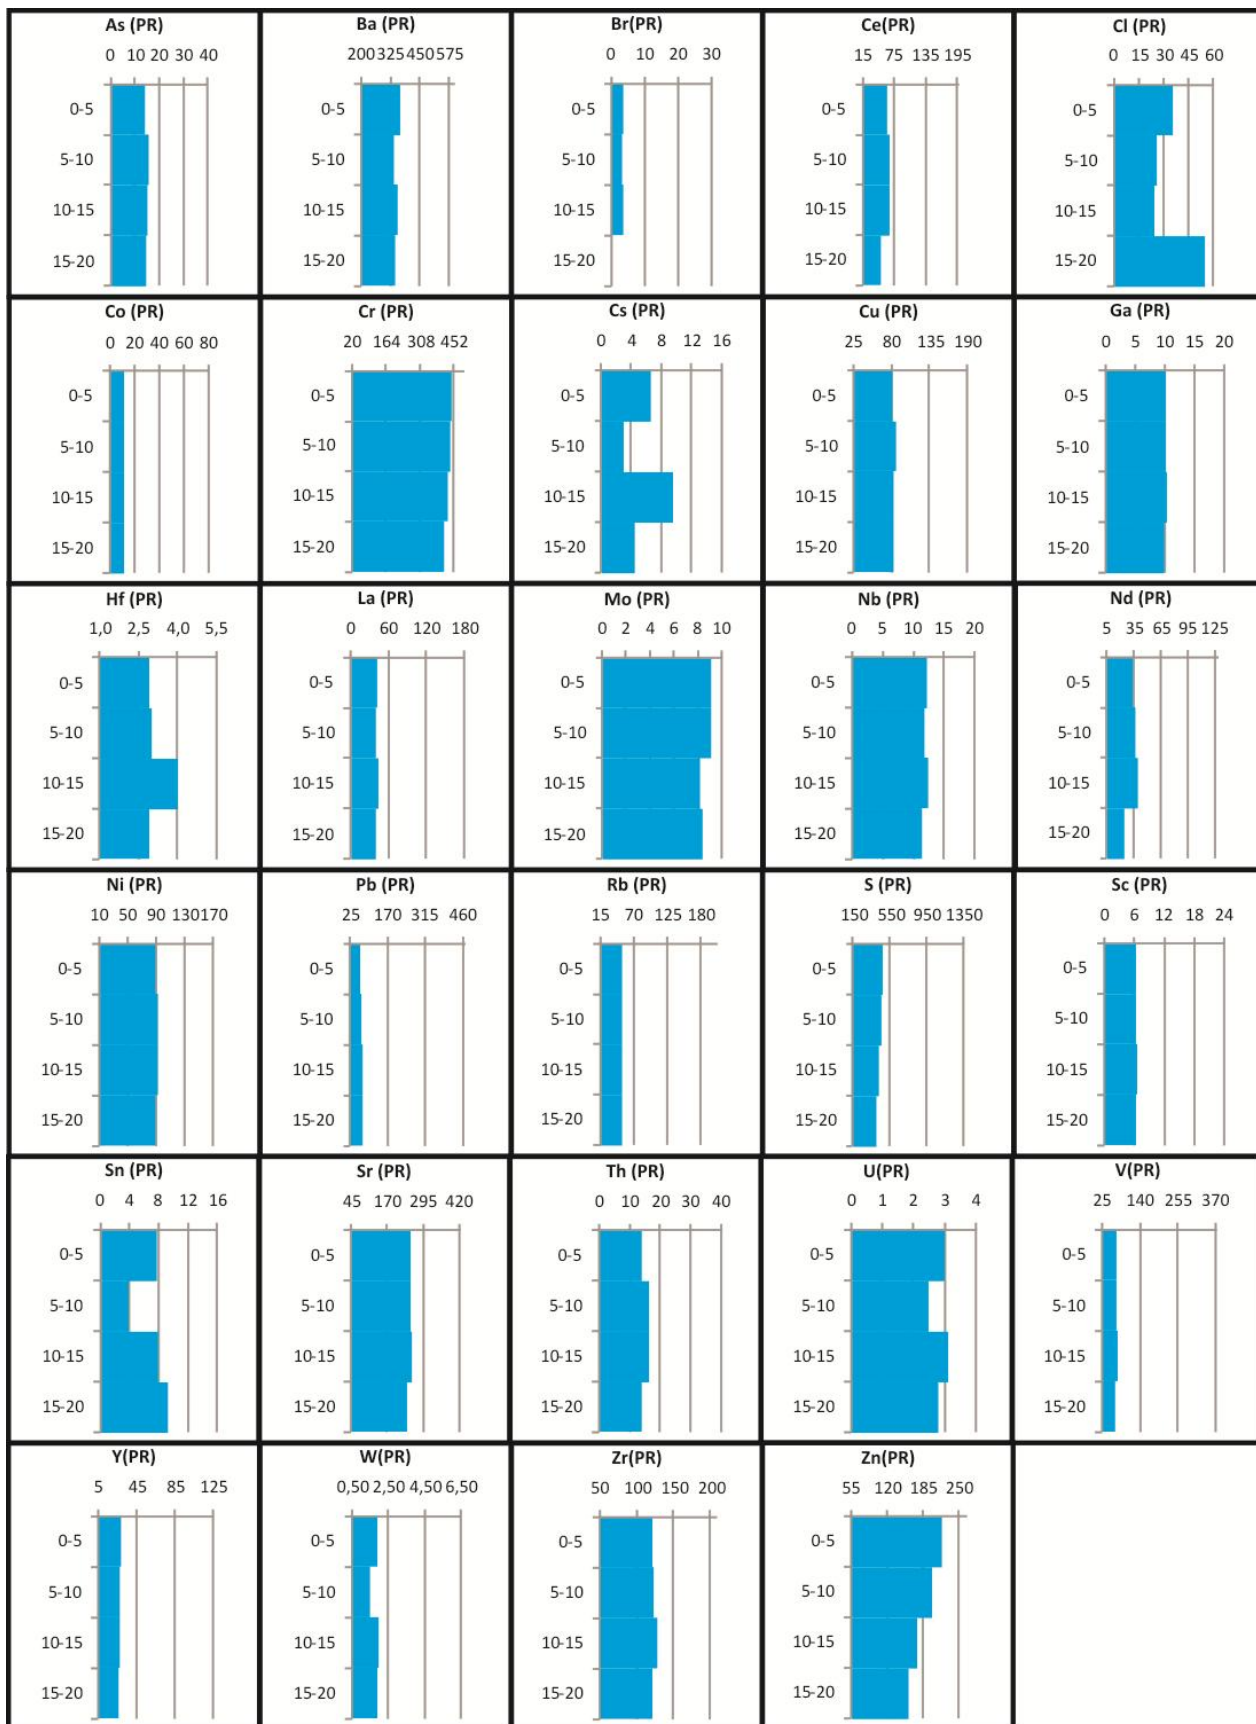 As (PR)
0 10 20 30 40
0-5
5-10
10-15
15-20
Ba (PR)
200 325 450 575
0-5
5-10
10-15
15-20
Br(PR)
0 10 20 30
0-5
5-10
10-15
15-20
Ce(PR)
15 75 135 195
0-5
5-10
10-15
15-20
Cl (PR)
0 15 30 45 60
0-5
5-10
10-15
15-20
Co (PR)
0 20 40 60 80
0-5
5-10
10-15
15-20
Cr (PR)
20 164 308 452
0-5
5-10
10-15
15-20
Cs (PR)
0 4 8 12 16
0-5
5-10
10-15
15-20
Cu (PR)
25 80 135 190
0-5
5-10
10-15
15-20
Ga (PR)
0 5 10 15 20
0-5
5-10
10-15
15-20
Hf (PR)
1,0 2,5 4,0 5,5
0-5
5-10
10-15
15-20
La (PR)
0 60 120 180
0-5
5-10
10-15
15-20
Mo (PR)
0 2 4 6 8 10
0-5
5-10
10-15
15-20
Nb (PR)
0 5 10 15 20
0-5
5-10
10-15
15-20
Nd (PR)
5 35 65 95 125
0-5
5-10
10-15
15-20
Ni (PR)
10 50 90 130 170
0-5
5-10
10-15
15-20
Pb (PR)
25 170 315 460
0-5
5-10
10-15
15-20
Rb (PR)
15 70 125 180
0-5
5-10
10-15
15-20
S (PR)
150 550 950 1350
0-5
5-10
10-15
15-20
Sc (PR)
0 6 12 18 24
0-5
5-10
10-15
15-20
Sn (PR)
0 4 8 12 16
0-5
5-10
10-15
15-20
Sr (PR)
45 170 295 420
0-5
5-10
10-15
15-20
Th (PR)
0 10 20 30 40
0-5
5-10
10-15
15-20
U(PR)
0 1 2 3 4
0-5
5-10
10-15
15-20
V(PR)
25 140 255 370
0-5
5-10
10-15
15-20
Y(PR)
5 45 85 125
0-5
5-10
10-15
15-20
W(PR)
0,50 2,50 4,50 6,50
0-5
5-10
10-15
15-20
Zr(PR)
50 100 150 200
0-5
5-10
10-15
15-20
Zn(PR)
55 120 185 250
0-5
5-10
10-15
15-20